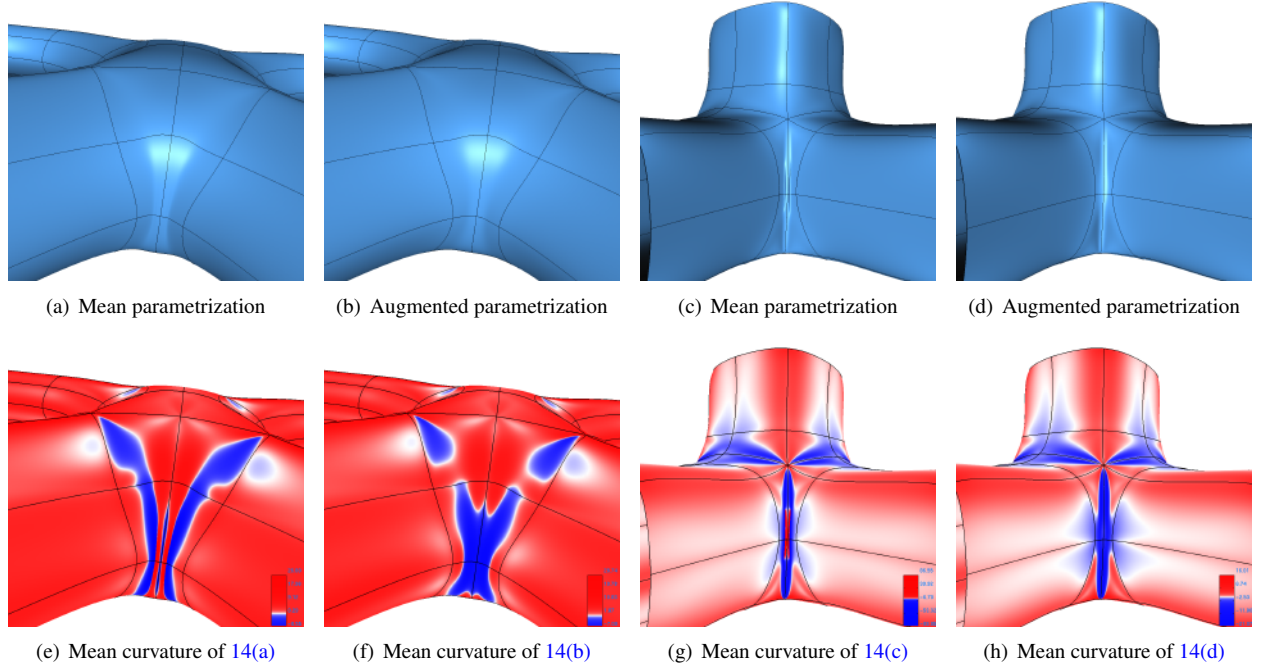 (a) Mean parametrization
(b) Augmented parametrization
(c) Mean parametrization
(d) Augmented parametrization
(e) Mean curvature of 14(a)
(f) Mean curvature of 14(b)
(g) Mean curvature of 14(c)
(h) Mean curvature of 14(d)